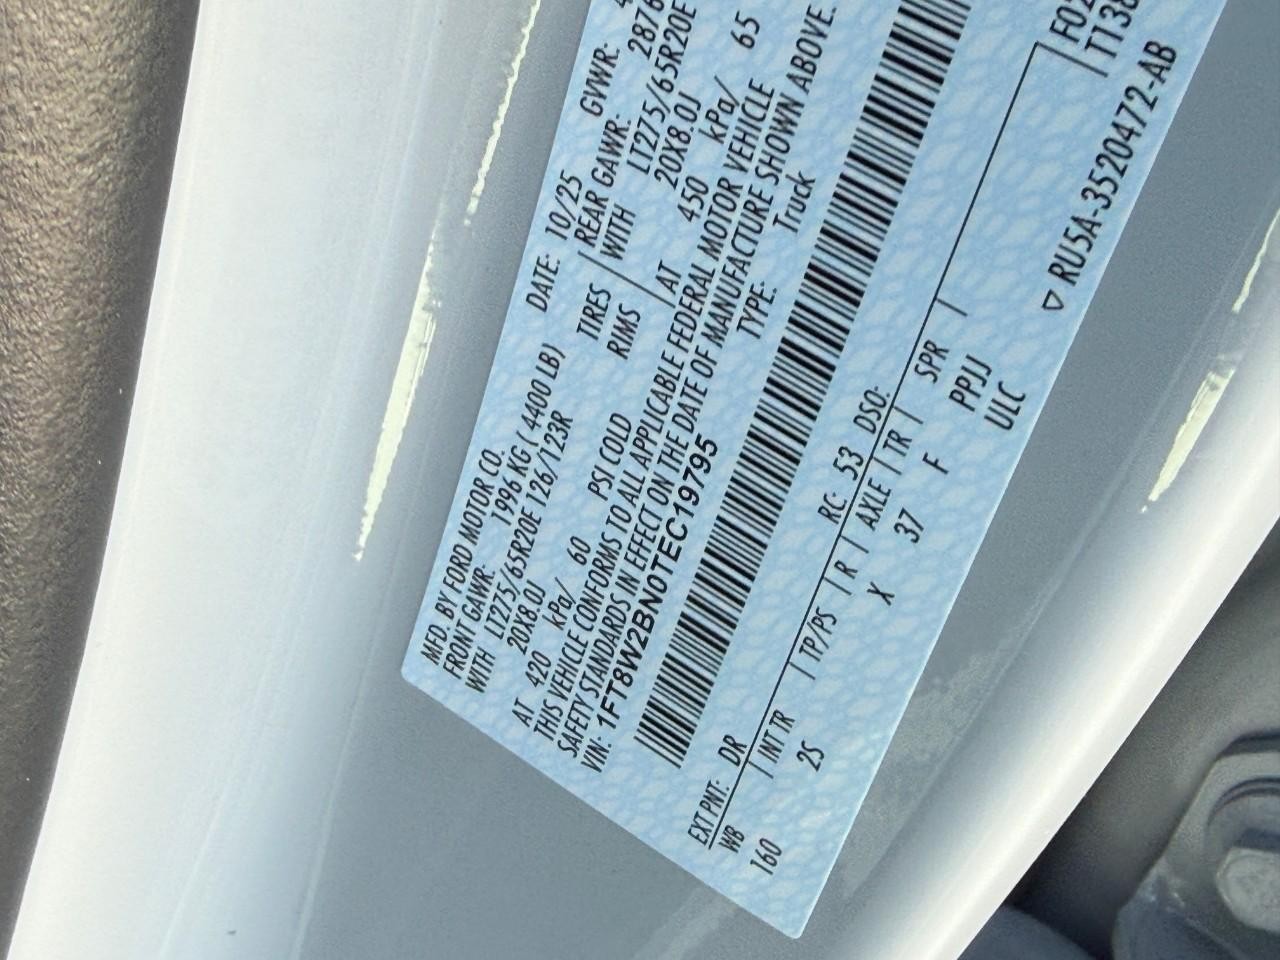 MFD. BY FORD MOTOR CO.
DATE: 10/25 GVWR:
FRONT GAWR: 1996 KG ( 4400 LB) REAR GAWR: 2876
WITH LT275/65R20E 126/123R TIRES WITH LT275/65R20E
20X8.0J RIMS 20X8.0J
AT 420 kPa/ 60 PSI COLD AT 450 kPa/ 65
THIS VEHICLE CONFORMS TO ALL APPLICABLE FEDERAL MOTOR VEHICLE
SAFETY STANDARDS IN EFFECT ON THE DATE OF MANUFACTURE SHOWN ABOVE.
VIN: 1FT8W2BN0TEC19795 TYPE: Truck
EXT PNT: DR RC: 53 DSO:
WB INT TR TP/PS R AXLE TR SPR
160 2S X 37 F PPJJ
ULC
▽ RU5A-3520472-AB